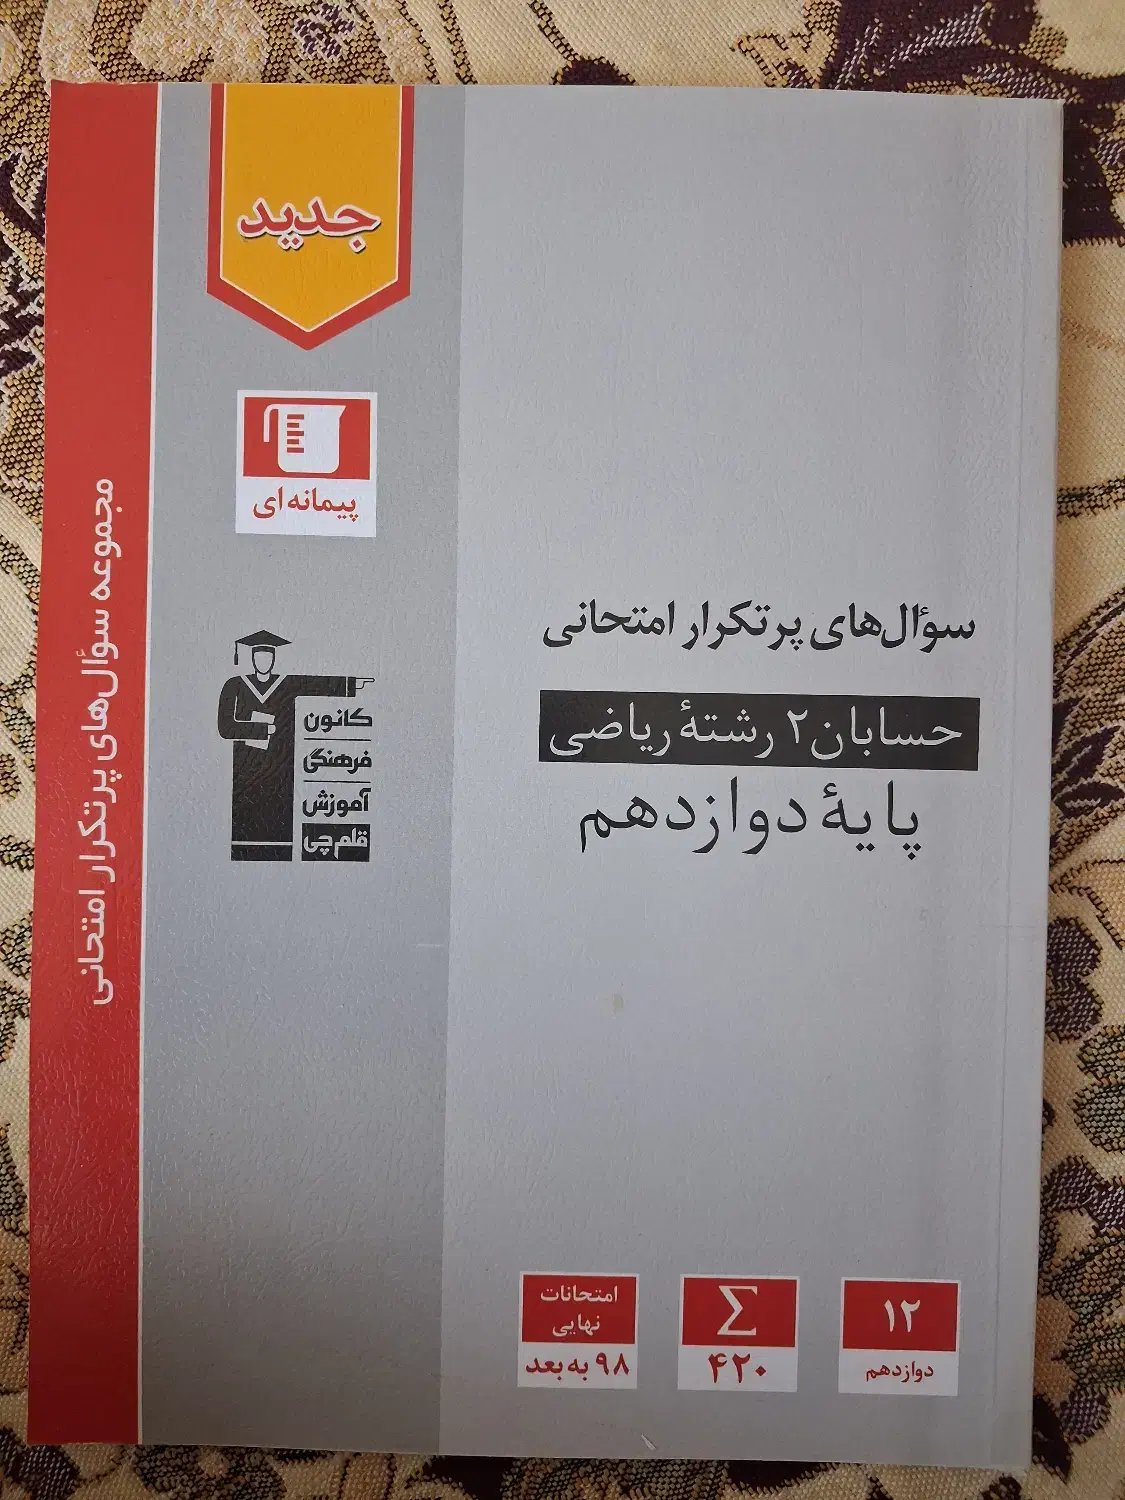 جدید
پیمانه‌ای
سؤال‌های پرتکرار امتحانی
حسابان ۲ رشتهٔ ریاضی
پایهٔ دوازدهم
کانون
فرهنگی
آموزش
قلم‌چی
مجموعه سؤال‌های پرتکرار امتحانی
۱۲
دوازدهم
Σ
۴۲۰
امتحانات
نهایی
۹۸ به بعد